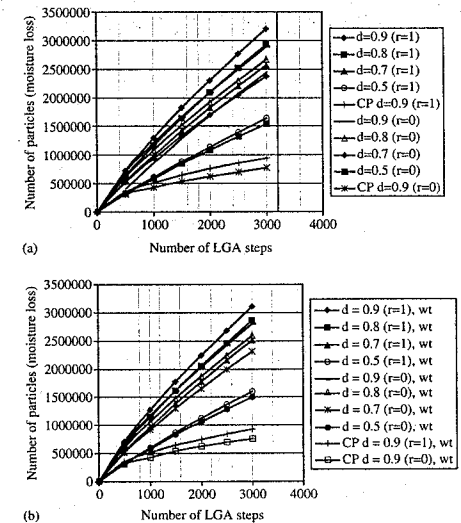 3500000
3000000
2500000
2000000
1500000
1000000
500000
0
0 1000 2000 3000 4000
Number of particles (moisture loss)
Number of LGA steps
(a)
d=0.9 (r=1)
d=0.8 (r=1)
d=0.7 (r=1)
d=0.5 (r=1)
CP d=0.9 (r=1)
d=0.9 (r=0)
d=0.8 (r=0)
d=0.7 (r=0)
d=0.5 (r=0)
CP d=0.9 (r=0)
3500000
3000000
2500000
2000000
1500000
1000000
500000
0
0 1000 2000 3000 4000
Number of particles (moisture loss)
Number of LGA steps
(b)
d = 0.9 (r=1), wt
d = 0.8 (r=1), wt
d = 0.7 (r=1), wt
d = 0.5 (r=1), wt
d = 0.9 (r=0), wt
d = 0.8 (r=0), wt
d = 0.7 (r=0), wt
d = 0.5 (r=0), wt
CP d = 0.9 (r=1), wt
CP d = 0.9 (r=0), wt